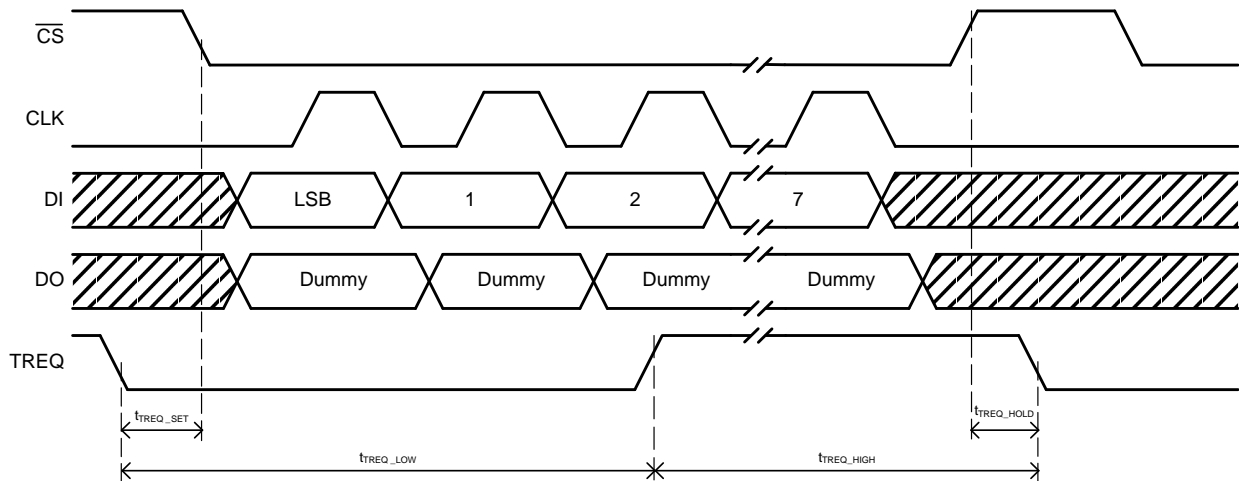 CS
CLK
DI LSB 1 2 7
DO Dummy Dummy Dummy Dummy
TREQ
tTREQ_SET tTREQ_HOLD
tTREQ_LOW tTREQ_HIGH